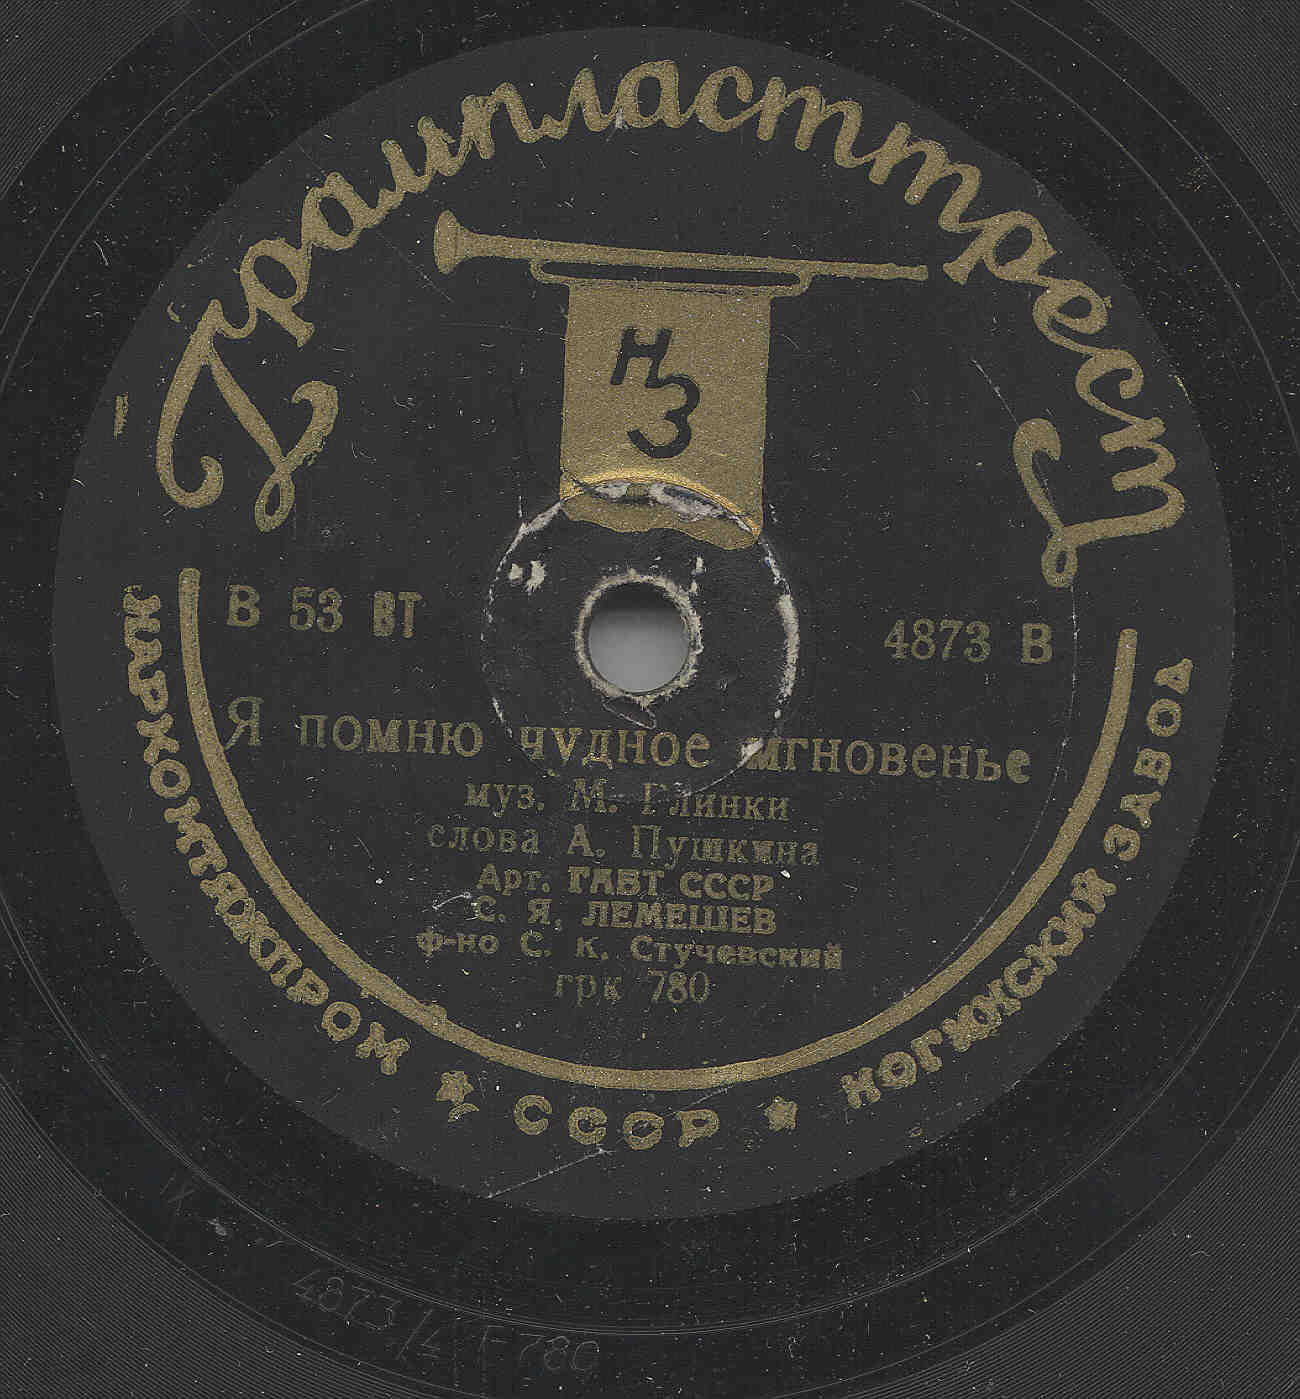 Грампласттрест
НЗ
В 53 ВТ
4873 В
Я помню чудное мгновенье
муз. М. Глинки
слова А. Пушкина
Арт. ГАБТ СССР
С. Я. ЛЕМЕШЕВ
ф-но С. К. Стучевский
грк 780
НАРКОМТЯЖПРОМ ★ СССР ★ НОГИНСКИЙ ЗАВОД
4873/4 Г-780